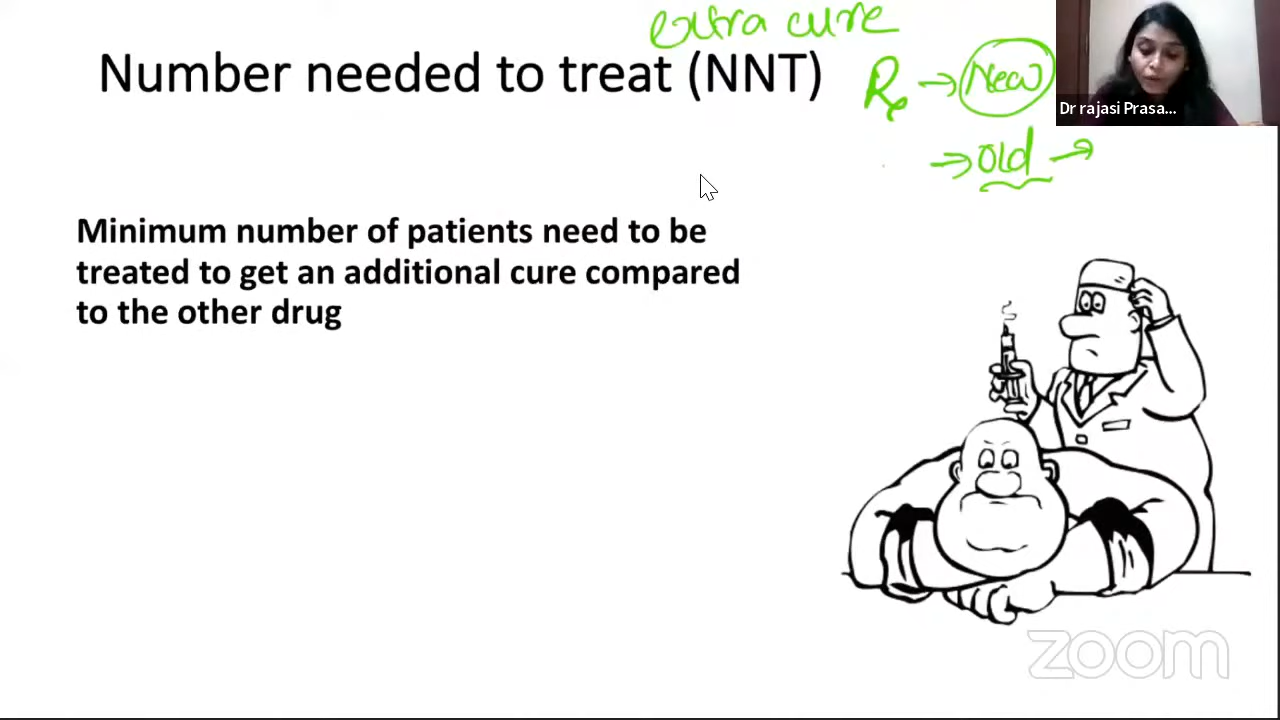 extra cure
Number needed to treat (NNT)
Rx → New
→ Old →
Dr rajasi Prasa...
Minimum number of patients need to be
treated to get an additional cure compared
to the other drug
zoom